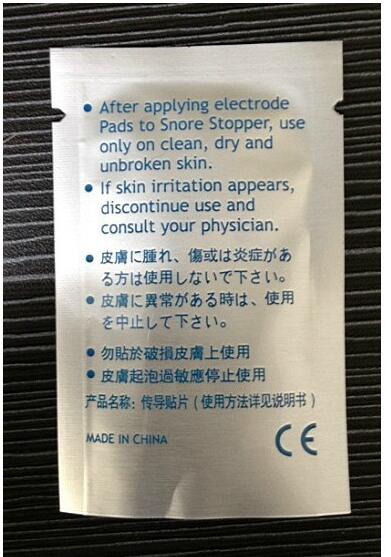 • After applying electrode
Pads to Snore Stopper, use
only on clean, dry and
unbroken skin.
• If skin irritation appears,
discontinue use and
consult your physician.
• 皮膚に腫れ、傷或は炎症があ
る方は使用しないで下さい。
• 皮膚に異常がある時は、使用
を中止して下さい。
• 勿貼於破損皮膚上使用
• 皮膚起泡過敏應停止使用
产品名称: 传导贴片 ( 使用方法详见说明书 )
MADE IN CHINA
CE